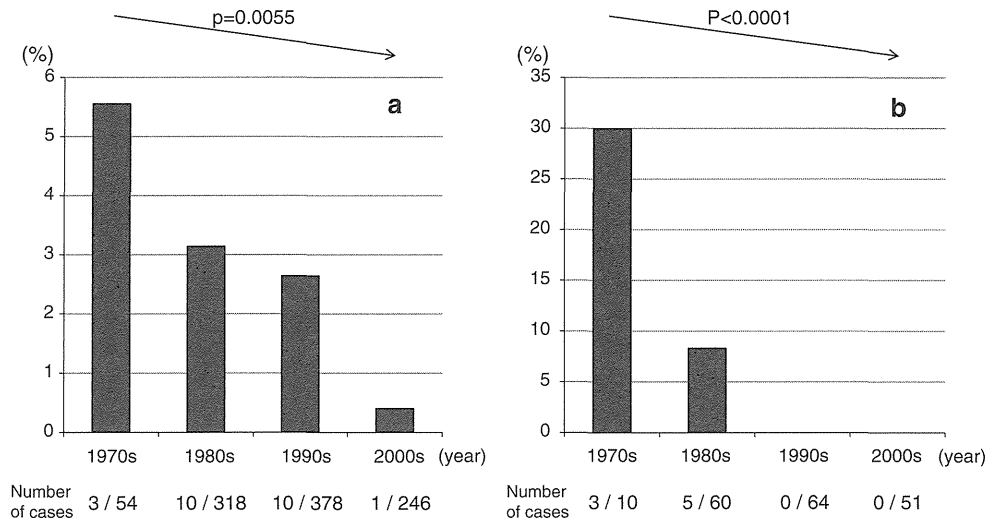 p=0.0055
(%)
a
6
5
4
3
2
1
0
1970s 1980s 1990s 2000s (year)
Number of cases 3 / 54 10 / 318 10 / 378 1 / 246
P<0.0001
(%)
b
35
30
25
20
15
10
5
0
1970s 1980s 1990s 2000s (year)
Number of cases 3 / 10 5 / 60 0 / 64 0 / 51